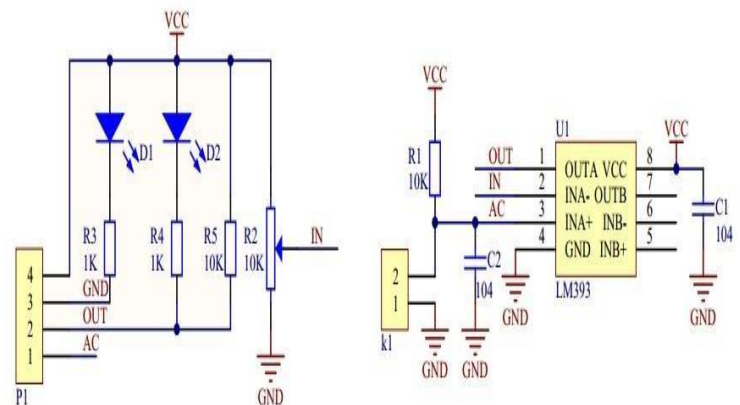 VCC
D1
D2
R3
1K
R4
1K
R5
10K
R2
10K
IN
4
3
2
1
GND
OUT
AC
P1
GND
VCC
R1
10K
2
1
k1
GND
C2
104
GND
U1
OUT
IN
AC
1
2
3
4
OUTA VCC
INA- OUTB
INA+ INB-
GND INB+
8
7
6
5
LM393
GND
VCC
C1
104
GND